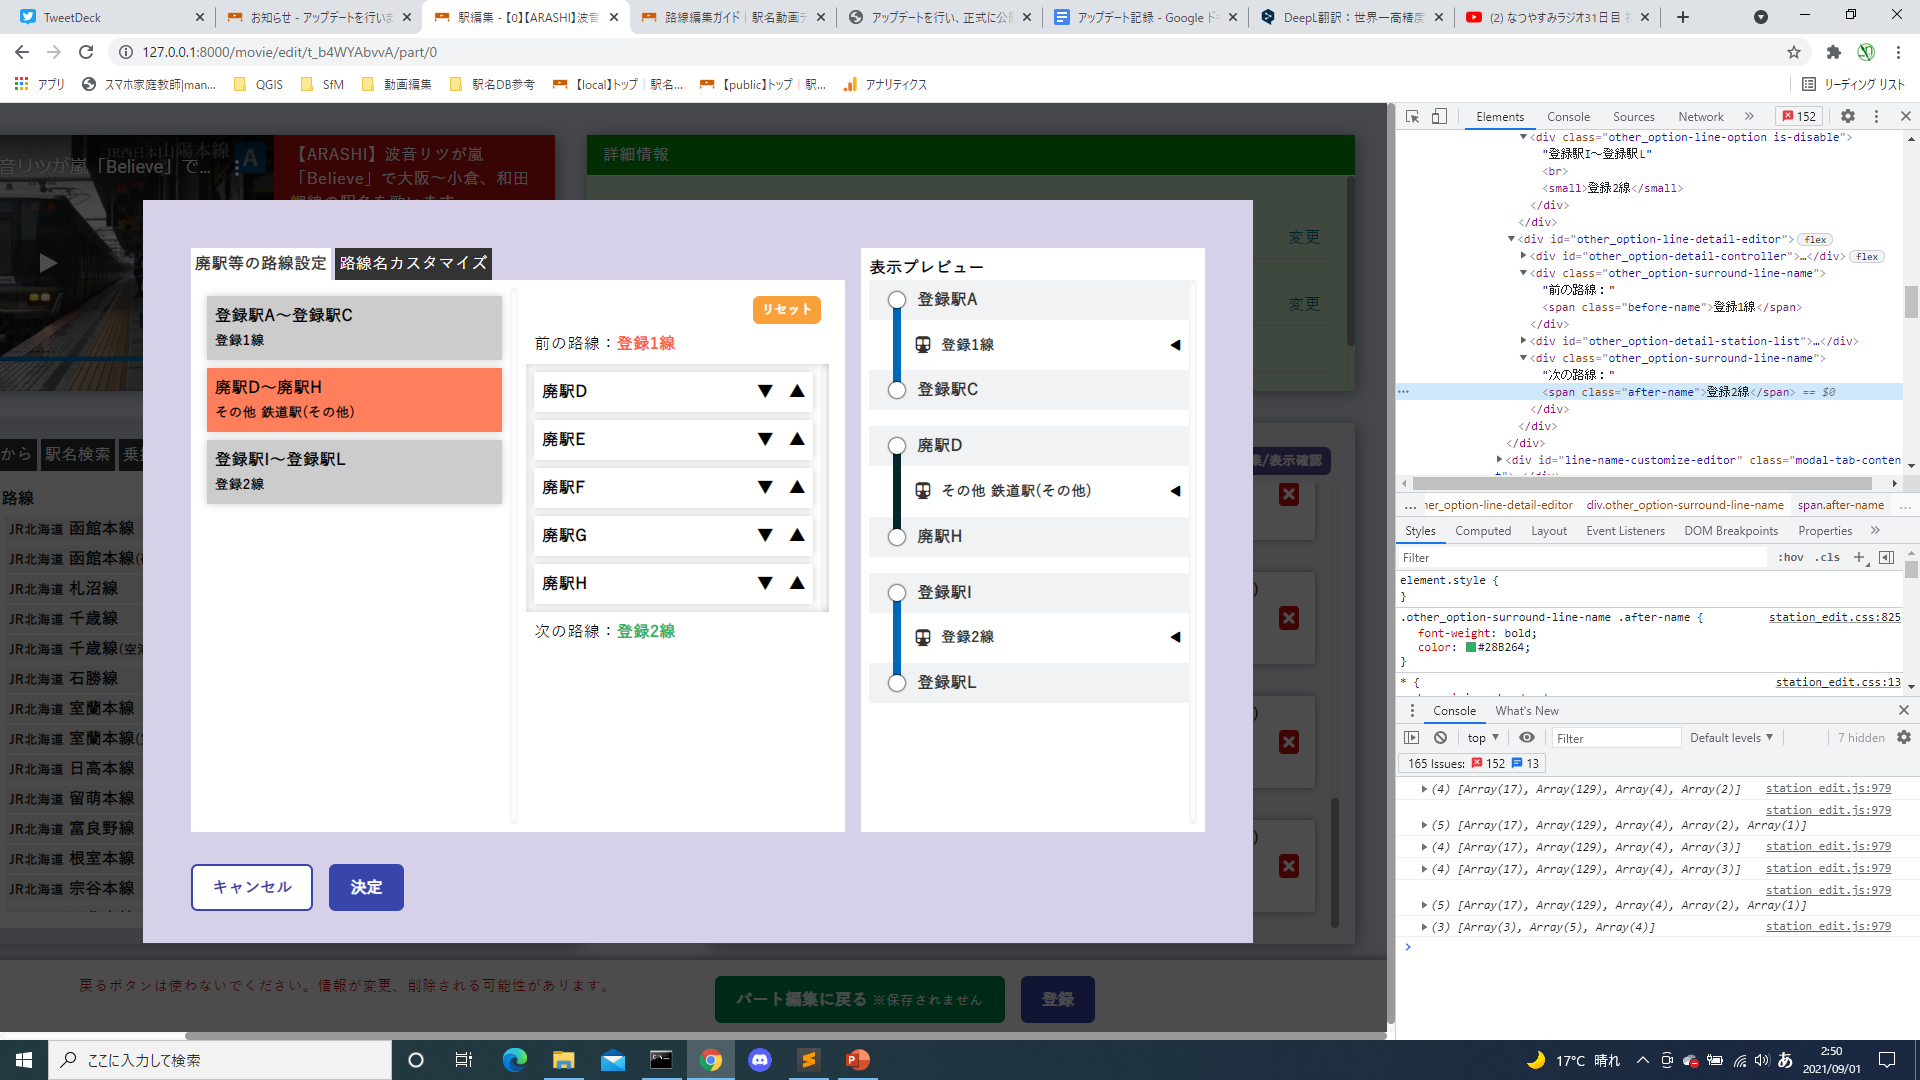 TweetDeck
お知らせ - アップデートを行いま
駅編集 - 【0】【ARASHI】波音
路線編集ガイド｜駅名動画デ
アップデートを行い、正式に公開
アップデート記録 - Google ドキ
DeepL翻訳：世界一高精度
(2) なつやすみラジオ31日目 初
127.0.0.1:8000/movie/edit/t_b4WYAbvvA/part/0
アプリ
スマホ家庭教師|man...
QGIS
SfM
動画編集
駅名DB参考
【local】トップ｜駅名...
【public】トップ｜駅...
アナリティクス
リーディング リスト
JR西日本山陽本線
音リツが嵐「Believe」で...
【ARASHI】波音リツが嵐
「Believe」で大阪～小倉、和田
岬線の駅名を歌います
詳細情報
変更
変更
廃駅等の路線設定
路線名カスタマイズ
登録駅A～登録駅C
登録1線
廃駅D～廃駅H
その他 鉄道駅(その他)
登録駅I～登録駅L
登録2線
リセット
前の路線：登録1線
廃駅D ▼ ▲
廃駅E ▼ ▲
廃駅F ▼ ▲
廃駅G ▼ ▲
廃駅H ▼ ▲
次の路線：登録2線
表示プレビュー
登録駅A
登録1線 ◀
登録駅C
廃駅D
その他 鉄道駅(その他) ◀
廃駅H
登録駅I
登録2線 ◀
登録駅L
キャンセル
決定
から
駅名検索
乗
集/表示確認
路線
JR北海道 函館本線
JR北海道 函館本線
JR北海道 札沼線
JR北海道 千歳線
JR北海道 千歳線(空
JR北海道 石勝線
JR北海道 室蘭本線
JR北海道 室蘭本線(
JR北海道 日高本線
JR北海道 留萌本線
JR北海道 富良野線
JR北海道 根室本線
JR北海道 宗谷本線
戻るボタンは使わないでください。情報が変更、削除される可能性があります。
パート編集に戻る ※保存されません
登録
Elements
Console
Sources
Network
»
152
▼<div class="other_option-line-option is-disable">
"登録駅I～登録駅L"
<br>
<small>登録2線</small>
</div>
</div>
▼<div id="other_option-line-detail-editor"> flex
▶<div id="other_option-detail-controller">…</div> flex
▼<div class="other_option-surround-line-name">
"前の路線："
<span class="before-name">登録1線</span>
</div>
▶<div class="other_option-detail-station-list">…</div>
▼<div class="other_option-surround-line-name">
"次の路線："
<span class="after-name">登録2線</span> == $0
</div>
</div>
</div>
▶<div id="line-name-customize-editor" class="modal-tab-conten
... her_option-line-detail-editor
div.other_option-surround-line-name
span.after-name
...
Styles
Computed
Layout
Event Listeners
DOM Breakpoints
Properties
»
Filter
:hov
.cls
element.style {
}
.other_option-surround-line-name .after-name {
station_edit.css:825
font-weight: bold;
color: #28B264;
}
* {
station_edit.css:13
Console
What's New
top ▼
Filter
Default levels ▼
7 hidden
165 Issues: 152 13
▶(4) [Array(17), Array(129), Array(4), Array(2)]
station_edit.js:979
station_edit.js:979
▶(5) [Array(17), Array(129), Array(4), Array(2), Array(1)]
▶(4) [Array(17), Array(129), Array(4), Array(3)]
station_edit.js:979
▶(4) [Array(17), Array(129), Array(4), Array(3)]
station_edit.js:979
station_edit.js:979
▶(5) [Array(17), Array(129), Array(4), Array(2), Array(1)]
▶(3) [Array(3), Array(5), Array(4)]
station_edit.js:979
ここに入力して検索
17°C 晴れ
あ
2:50
2021/09/01